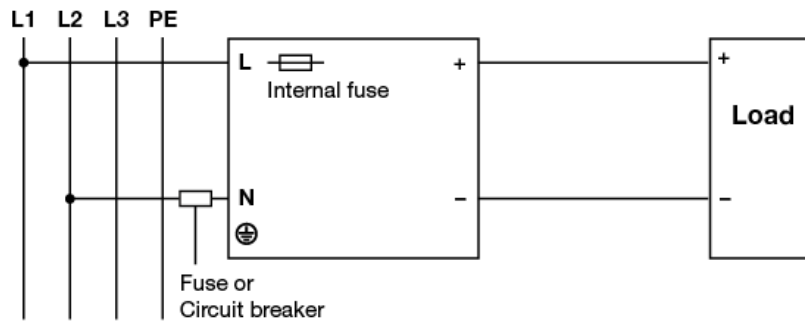 L1 L2 L3 PE
L
+
+
Internal fuse
Load
N
−
−
Fuse or
Circuit breaker